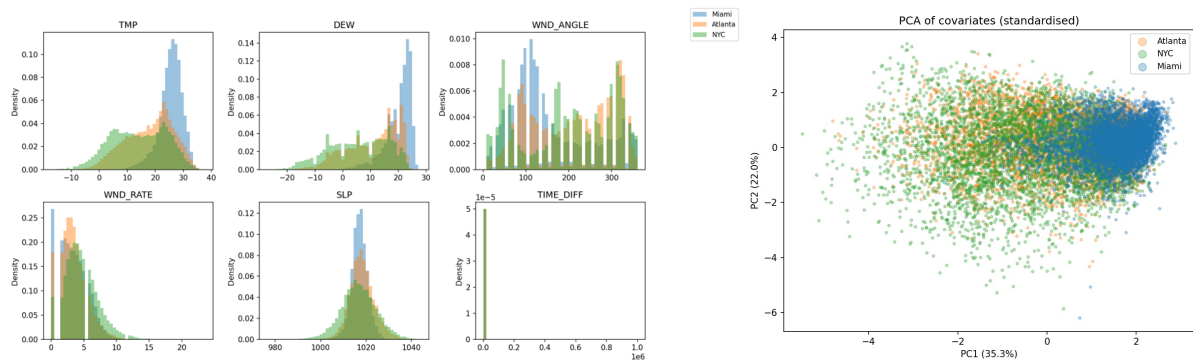 TMP
Density
0.10
0.08
0.06
0.04
0.02
0.00
−10 0 10 20 30 40
DEW
Density
0.14
0.12
0.10
0.08
0.06
0.04
0.02
0.00
−20 −10 0 10 20 30
WND_ANGLE
Density
0.010
0.008
0.006
0.004
0.002
0.000
0 100 200 300
Miami
Atlanta
NYC
WND_RATE
Density
0.25
0.20
0.15
0.10
0.05
0.00
0 5 10 15 20
SLP
Density
0.12
0.10
0.08
0.06
0.04
0.02
0.00
980 1000 1020 1040
TIME_DIFF
1e−5
Density
5
4
3
2
1
0
0.0 0.2 0.4 0.6 0.8 1.0
1e6
PCA of covariates (standardised)
Atlanta
NYC
Miami
PC2 (22.0%)
4
2
0
−2
−4
−6
−4 −2 0 2
PC1 (35.3%)